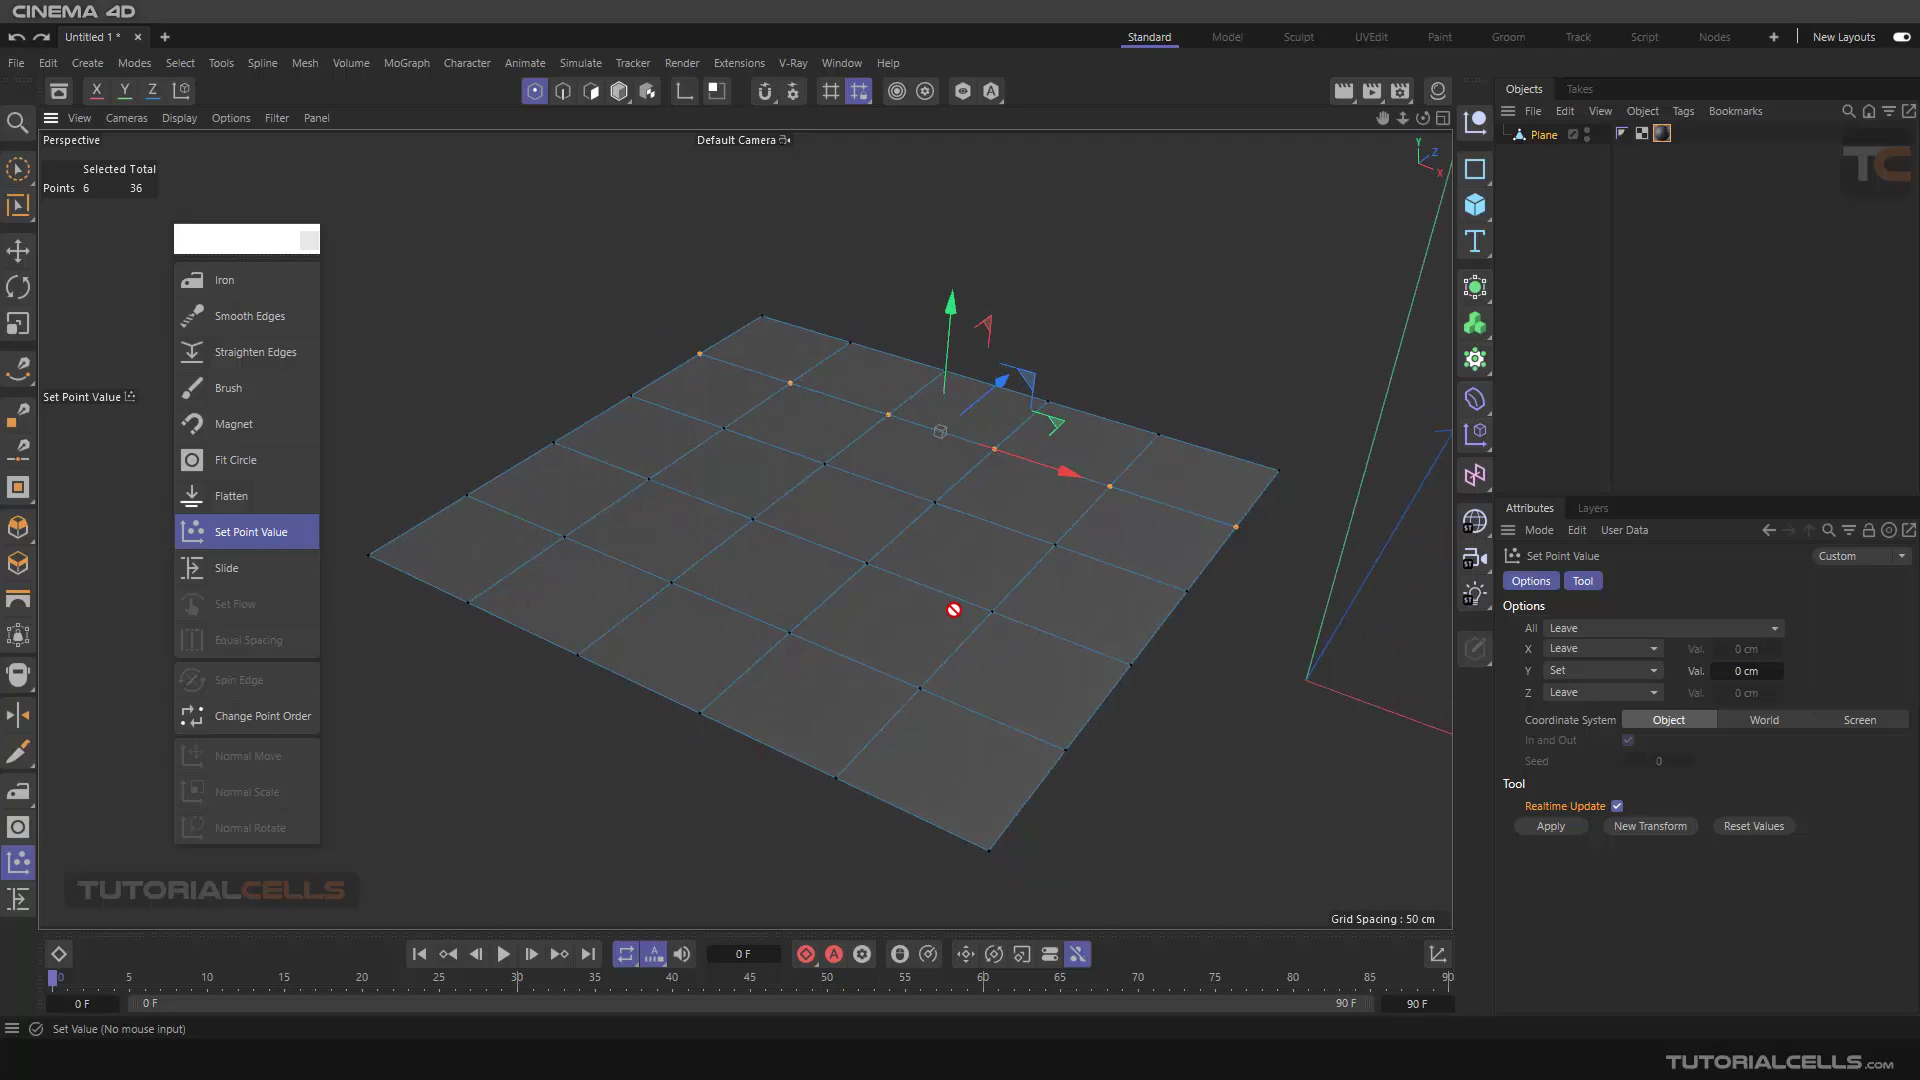 CINEMA 4D
Untitled 1 *
Standard
Model
Sculpt
UVEdit
Paint
Groom
Track
Script
Nodes
New Layouts
File Edit Create Modes Select Tools Spline Mesh Volume MoGraph Character Animate Simulate Tracker Render Extensions V-Ray Window Help
X Y Z
View Cameras Display Options Filter Panel
Perspective
Default Camera
Selected Total
Points 6 36
Set Point Value
Iron
Smooth Edges
Straighten Edges
Brush
Magnet
Fit Circle
Flatten
Set Point Value
Slide
Set Flow
Equal Spacing
Spin Edge
Change Point Order
Normal Move
Normal Scale
Normal Rotate
TUTORIALCELLS
Y
Z
X
Grid Spacing : 50 cm
Objects Takes
File Edit View Object Tags Bookmarks
Plane
TC
Attributes Layers
Mode Edit User Data
Set Point Value
Custom
Options Tool
Options
All Leave
X Leave Val. 0 cm
Y Set Val. 0 cm
Z Leave Val. 0 cm
Coordinate System Object World Screen
In and Out
Seed 0
Tool
Realtime Update
Apply New Transform Reset Values
ST
ST
ST
0 F
0 5 10 15 20 25 30 35 40 45 50 55 60 65 70 75 80 85 90
0 F 0 F 90 F 90 F
Set Value (No mouse input)
TUTORIALCELLS.COM